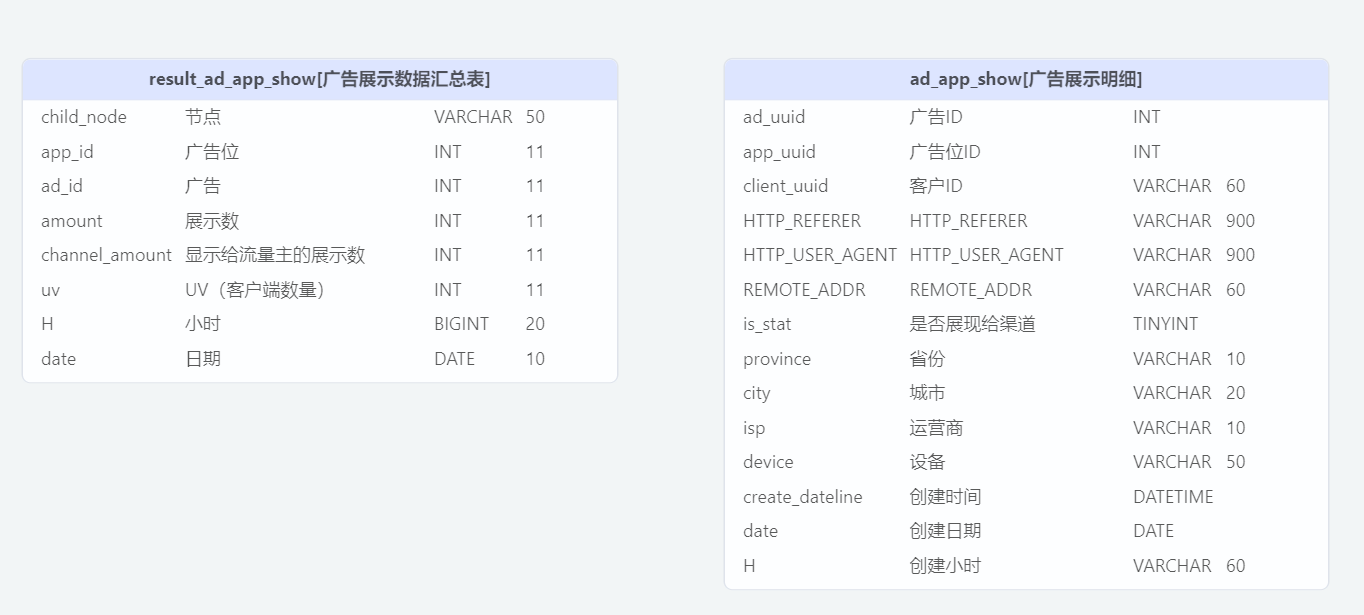 result_ad_app_show[广告展示数据汇总表]
child_node 节点 VARCHAR 50
app_id 广告位 INT 11
ad_id 广告 INT 11
amount 展示数 INT 11
channel_amount 显示给流量主的展示数 INT 11
uv UV（客户端数量） INT 11
H 小时 BIGINT 20
date 日期 DATE 10
ad_app_show[广告展示明细]
ad_uuid 广告ID INT
app_uuid 广告位ID INT
client_uuid 客户ID VARCHAR 60
HTTP_REFERER HTTP_REFERER VARCHAR 900
HTTP_USER_AGENT HTTP_USER_AGENT VARCHAR 900
REMOTE_ADDR REMOTE_ADDR VARCHAR 60
is_stat 是否展现给渠道 TINYINT
province 省份 VARCHAR 10
city 城市 VARCHAR 20
isp 运营商 VARCHAR 10
device 设备 VARCHAR 50
create_dateline 创建时间 DATETIME
date 创建日期 DATE
H 创建小时 VARCHAR 60